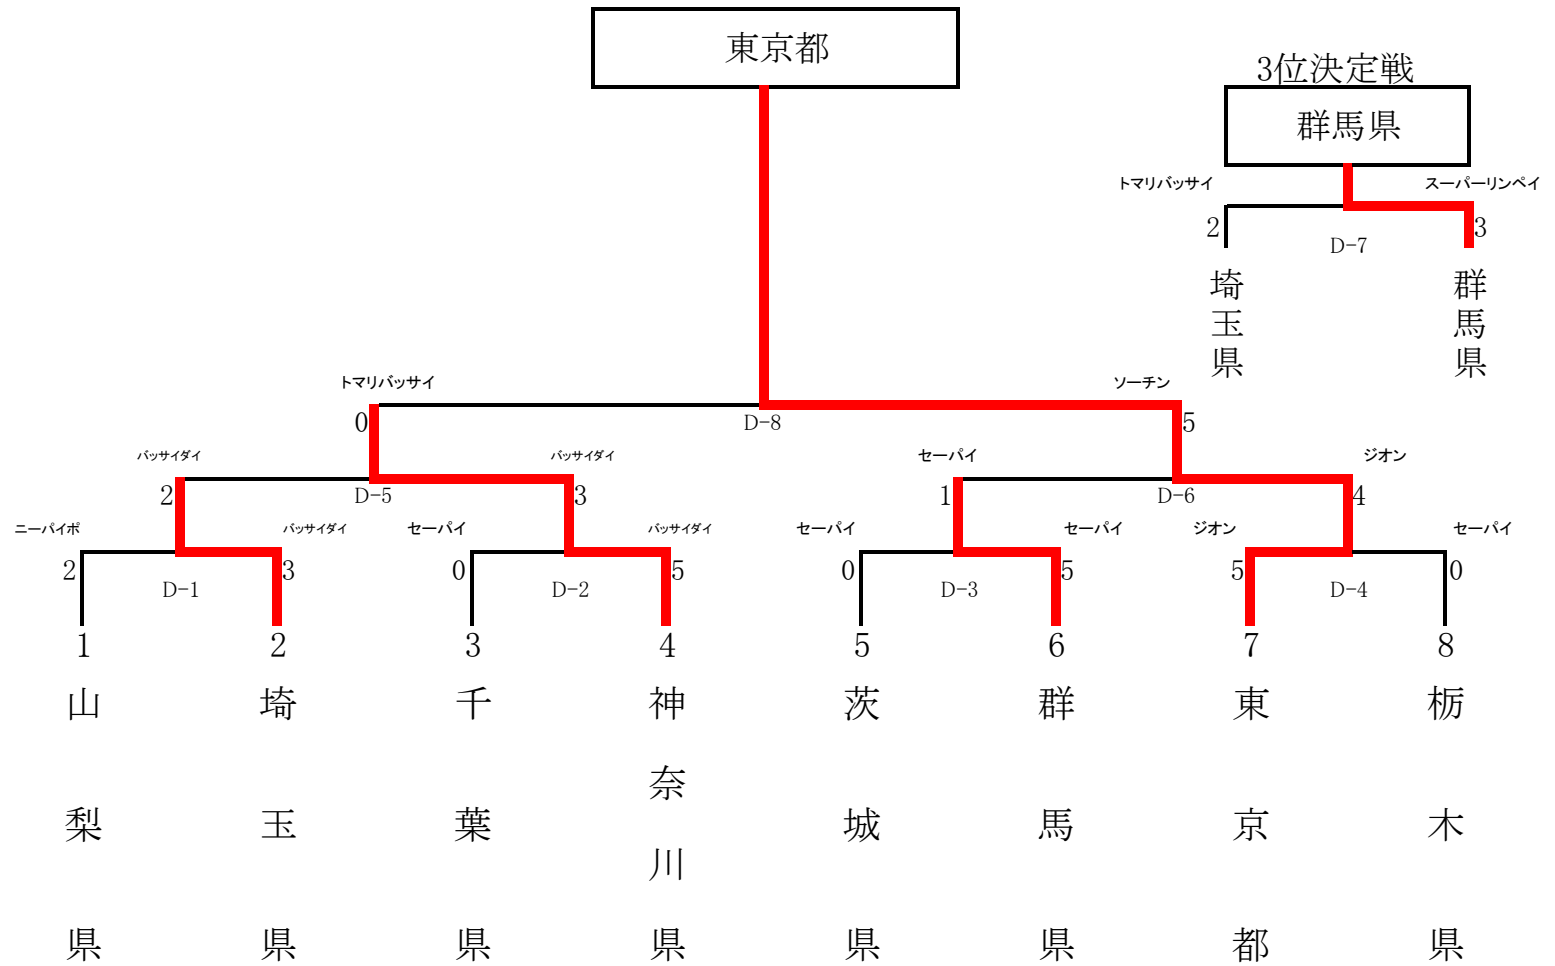 東京都
3位決定戦
群馬県
トマリバッサイ スーパーリンペイ
2 D-7 3
埼玉県 群馬県
トマリバッサイ ソーチン
0 D-8 5
バッサイダイ バッサイダイ セーパイ ジオン
2 D-5 3 1 D-6 4
ニーパイポ バッサイダイ セーパイ バッサイダイ セーパイ セーパイ ジオン セーパイ
2 D-1 3 0 D-2 5 0 D-3 5 5 D-4 0
1 2 3 4 5 6 7 8
山梨県
埼玉県
千葉県
神奈川県
茨城県
群馬県
東京都
栃木県